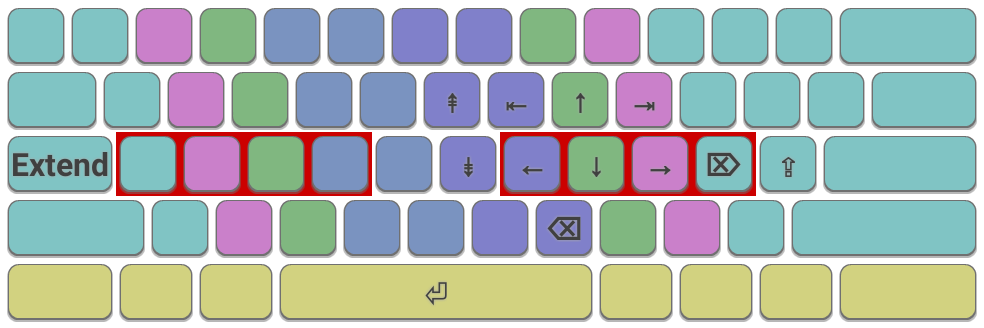 ⇞ ⇤ ↑ ⇥
Extend ⇟ ← ↓ → ⌦ ⇪
⌫
⏎